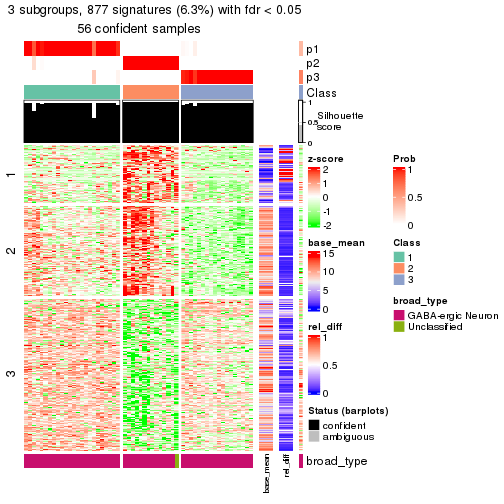 3 subgroups, 877 signatures (6.3%) with fdr < 0.05
56 confident samples
p1
p2
p3
Class
1
0.5
0
Silhouette
score
1
2
3
base_mean
rel_diff
broad_type
z-score
2
1
0
-1
-2
base_mean
15
10
5
0
rel_diff
1
0.5
0
Status (barplots)
confident
ambiguous
Prob
1
0.5
0
Class
1
2
3
broad_type
GABA-ergic Neuron
Unclassified